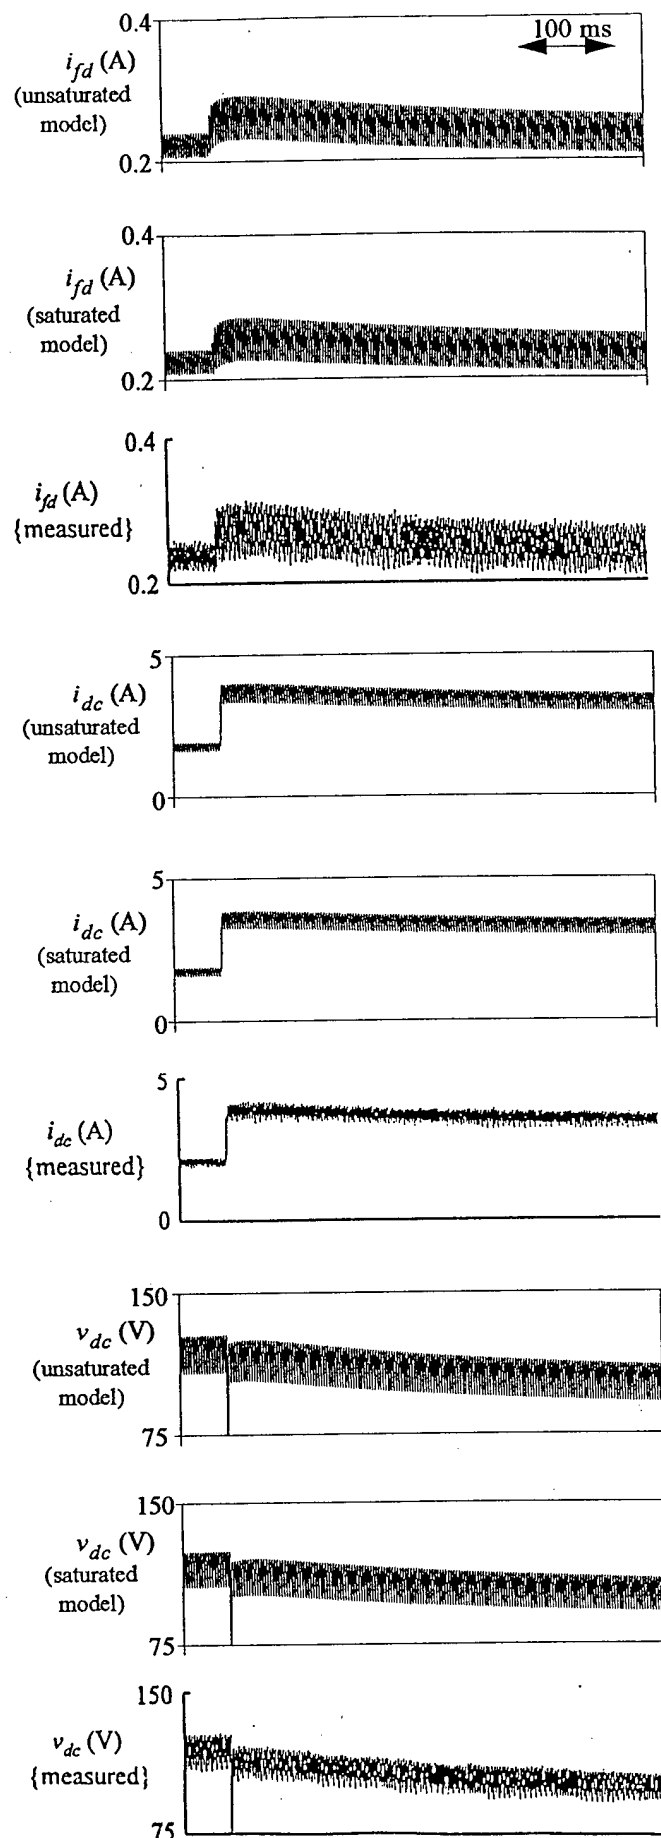 0.4
100 ms
i_fd (A)
(unsaturated
model)
0.2
0.4
i_fd (A)
(saturated
model)
0.2
0.4
i_fd (A)
{measured}
0.2
5
i_dc (A)
(unsaturated
model)
0
5
i_dc (A)
(saturated
model)
0
5
i_dc (A)
{measured}
0
150
v_dc (V)
(unsaturated
model)
75
150
v_dc (V)
(saturated
model)
75
150
v_dc (V)
{measured}
75